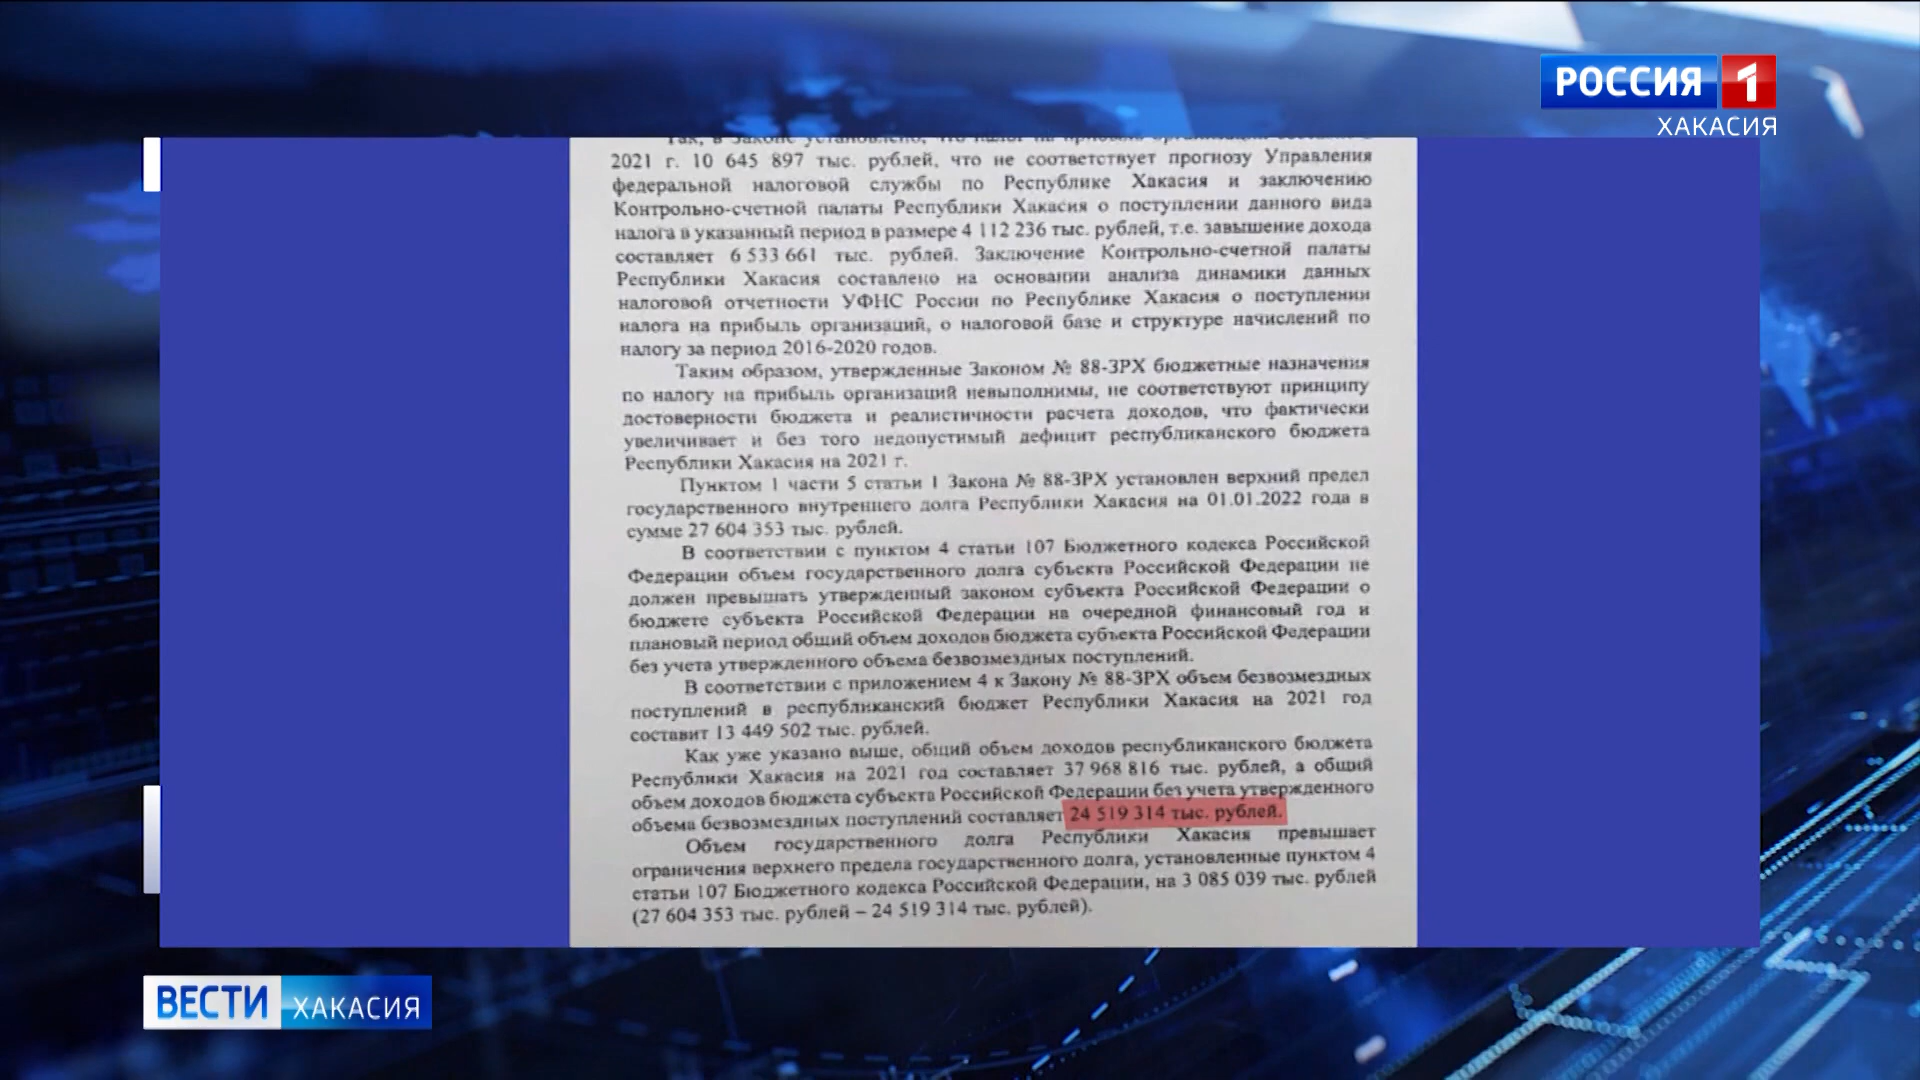 РОССИЯ 1
ХАКАСИЯ
Так, в Законе установлено, что налог на прибыль организаций составит в
2021 г. 10 645 897 тыс. рублей, что не соответствует прогнозу Управления
федеральной налоговой службы по Республике Хакасия и заключению
Контрольно-счетной палаты Республики Хакасия о поступлении данного вида
налога в указанный период в размере 4 112 236 тыс. рублей, т.е. завышение дохода
составляет 6 533 661 тыс. рублей. Заключение Контрольно-счетной палаты
Республики Хакасия составлено на основании анализа динамики данных
налоговой отчетности УФНС России по Республике Хакасия о поступлении
налога на прибыль организаций, о налоговой базе и структуре начислений по
налогу за период 2016-2020 годов.
Таким образом, утвержденные Законом № 88-ЗРХ бюджетные назначения
по налогу на прибыль организаций невыполнимы, не соответствуют принципу
достоверности бюджета и реалистичности расчета доходов, что фактически
увеличивает и без того недопустимый дефицит республиканского бюджета
Республики Хакасия на 2021 г.
Пунктом 1 части 5 статьи 1 Закона № 88-ЗРХ установлен верхний предел
государственного внутреннего долга Республики Хакасия на 01.01.2022 года в
сумме 27 604 353 тыс. рублей.
В соответствии с пунктом 4 статьи 107 Бюджетного кодекса Российской
Федерации объем государственного долга субъекта Российской Федерации не
должен превышать утвержденный законом субъекта Российской Федерации о
бюджете субъекта Российской Федерации на очередной финансовый год и
плановый период общий объем доходов бюджета субъекта Российской Федерации
без учета утвержденного объема безвозмездных поступлений.
В соответствии с приложением 4 к Закону № 88-ЗРХ объем безвозмездных
поступлений в республиканский бюджет Республики Хакасия на 2021 год
составит 13 449 502 тыс. рублей.
Как уже указано выше, общий объем доходов республиканского бюджета
Республики Хакасия на 2021 год составляет 37 968 816 тыс. рублей, а общий
объем доходов бюджета субъекта Российской Федерации без учета утвержденного
объема безвозмездных поступлений составляет 24 519 314 тыс. рублей.
Объем государственного долга Республики Хакасия превышает
ограничения верхнего предела государственного долга, установленные пунктом 4
статьи 107 Бюджетного кодекса Российской Федерации, на 3 085 039 тыс. рублей
(27 604 353 тыс. рублей – 24 519 314 тыс. рублей).
ВЕСТИ ХАКАСИЯ